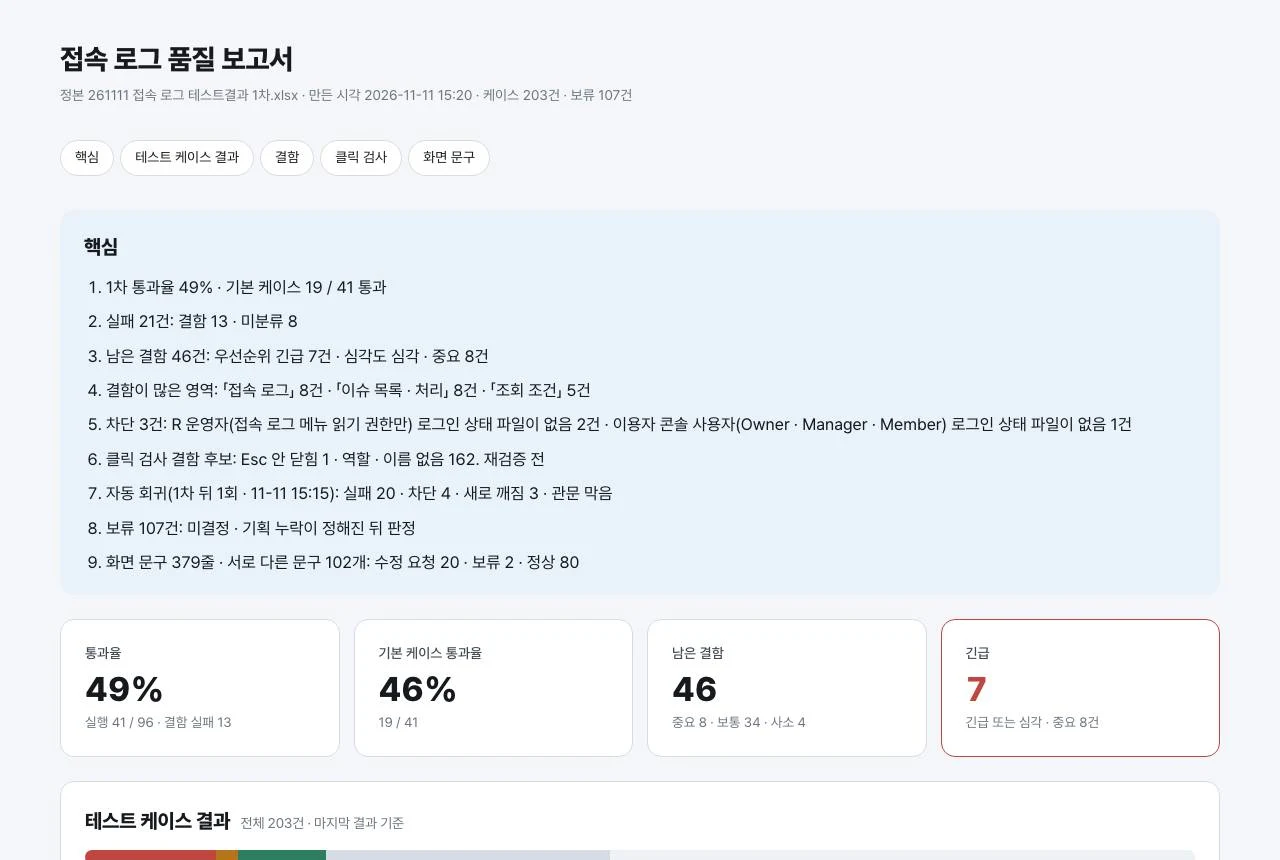 접속 로그 품질 보고서
정본 261111 접속 로그 테스트결과 1차.xlsx · 만든 시각 2026-11-11 15:20 · 케이스 203건 · 보류 107건
핵심
테스트 케이스 결과
결함
클릭 검사
화면 문구
핵심
1. 1차 통과율 49% · 기본 케이스 19 / 41 통과
2. 실패 21건: 결함 13 · 미분류 8
3. 남은 결함 46건: 우선순위 긴급 7건 · 심각도 심각 · 중요 8건
4. 결함이 많은 영역: 「접속 로그」 8건 · 「이슈 목록 · 처리」 8건 · 「조회 조건」 5건
5. 차단 3건: R 운영자(접속 로그 메뉴 읽기 권한만) 로그인 상태 파일이 없음 2건 · 이용자 콘솔 사용자(Owner · Manager · Member) 로그인 상태 파일이 없음 1건
6. 클릭 검사 결함 후보: Esc 안 닫힘 1 · 역할 · 이름 없음 162. 재검증 전
7. 자동 회귀(1차 뒤 1회 · 11-11 15:15): 실패 20 · 차단 4 · 새로 깨짐 3 · 관문 막음
8. 보류 107건: 미결정 · 기획 누락이 정해진 뒤 판정
9. 화면 문구 379줄 · 서로 다른 문구 102개: 수정 요청 20 · 보류 2 · 정상 80
통과율
49%
실행 41 / 96 · 결함 실패 13
기본 케이스 통과율
46%
19 / 41
남은 결함
46
중요 8 · 보통 34 · 사소 4
긴급
7
긴급 또는 심각 · 중요 8건
테스트 케이스 결과 전체 203건 · 마지막 결과 기준